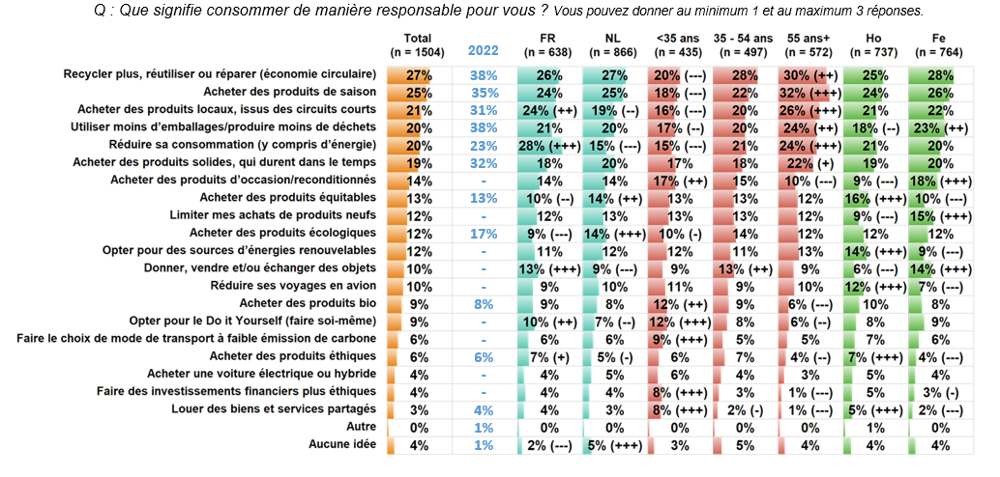 Q : Que signifie consommer de manière responsable pour vous ? Vous pouvez donner au minimum 1 et au maximum 3 réponses.
Total (n = 1504) 2022 FR (n = 638) NL (n = 866) <35 ans (n = 435) 35 - 54 ans (n = 497) 55 ans+ (n = 572) Ho (n = 737) Fe (n = 764)
Recycler plus, réutiliser ou réparer (économie circulaire) 27% 38% 26% 27% 20% (---) 28% 30% (++) 25% 28%
Acheter des produits de saison 25% 35% 24% 25% 18% (---) 22% 32% (+++) 24% 26%
Acheter des produits locaux, issus des circuits courts 21% 31% 24% (++) 19% (--) 16% (---) 20% 26% (+++) 21% 22%
Utiliser moins d'emballages/produire moins de déchets 20% 38% 21% 20% 17% (--) 20% 24% (++) 18% (--) 23% (++)
Réduire sa consommation (y compris d'énergie) 20% 23% 28% (+++) 15% (---) 15% (---) 21% 24% (+++) 21% 20%
Acheter des produits solides, qui durent dans le temps 19% 32% 18% 20% 17% 18% 22% (+) 19% 20%
Acheter des produits d'occasion/reconditionnés 14% - 14% 14% 17% (++) 15% 10% (---) 9% (---) 18% (+++)
Acheter des produits équitables 13% 13% 10% (--) 14% (++) 13% 13% 12% 16% (+++) 10% (---)
Limiter mes achats de produits neufs 12% - 12% 13% 13% 13% 12% 9% (---) 15% (+++)
Acheter des produits écologiques 12% 17% 9% (---) 14% (+++) 10% (-) 14% 12% 12% 12%
Opter pour des sources d'énergies renouvelables 12% - 11% 12% 12% 11% 13% 14% (+++) 9% (---)
Donner, vendre et/ou échanger des objets 10% - 13% (+++) 9% (---) 9% 13% (++) 9% 6% (---) 14% (+++)
Réduire ses voyages en avion 10% - 9% 10% 11% 9% 10% 12% (+++) 7% (---)
Acheter des produits bio 9% 8% 9% 8% 12% (++) 9% 6% (---) 10% 8%
Opter pour le Do it Yourself (faire soi-même) 9% - 10% (++) 7% (--) 12% (+++) 8% 6% (--) 8% 9%
Faire le choix de mode de transport à faible émission de carbone 6% - 6% 6% 9% (+++) 5% 5% 7% 6%
Acheter des produits éthiques 6% 6% 7% (+) 5% (-) 6% 7% 4% (--) 7% (+++) 4% (---)
Acheter une voiture électrique ou hybride 4% - 4% 5% 6% 4% 3% 5% 4%
Faire des investissements financiers plus éthiques 4% - 4% 4% 8% (+++) 3% 1% (---) 5% 3% (-)
Louer des biens et services partagés 3% 4% 4% 3% 8% (+++) 2% (-) 1% (---) 5% (+++) 2% (---)
Autre 0% 1% 0% 0% 0% 0% 0% 1% 0%
Aucune idée 4% 1% 2% (---) 5% (+++) 3% 5% 4% 4% 4%